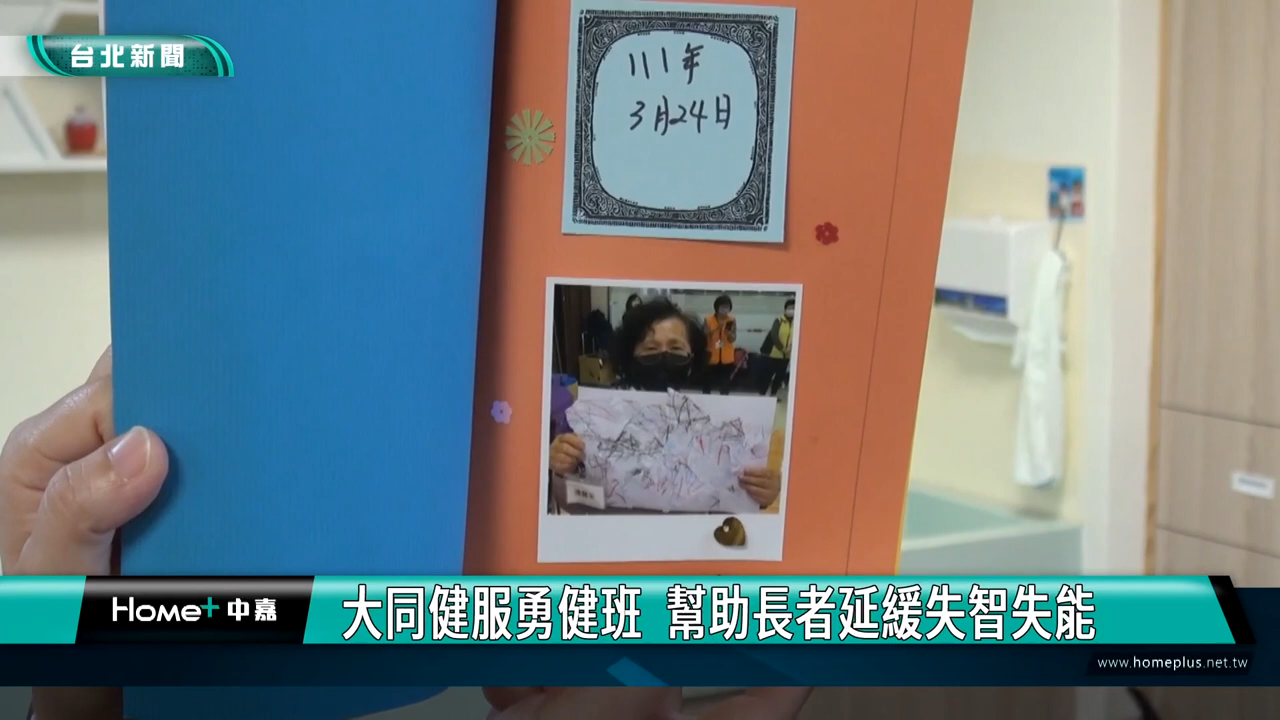 台北新聞
111年
3月24日
Home+中嘉
大同健服勇健班 幫助長者延緩失智失能
www.homeplus.net.tw